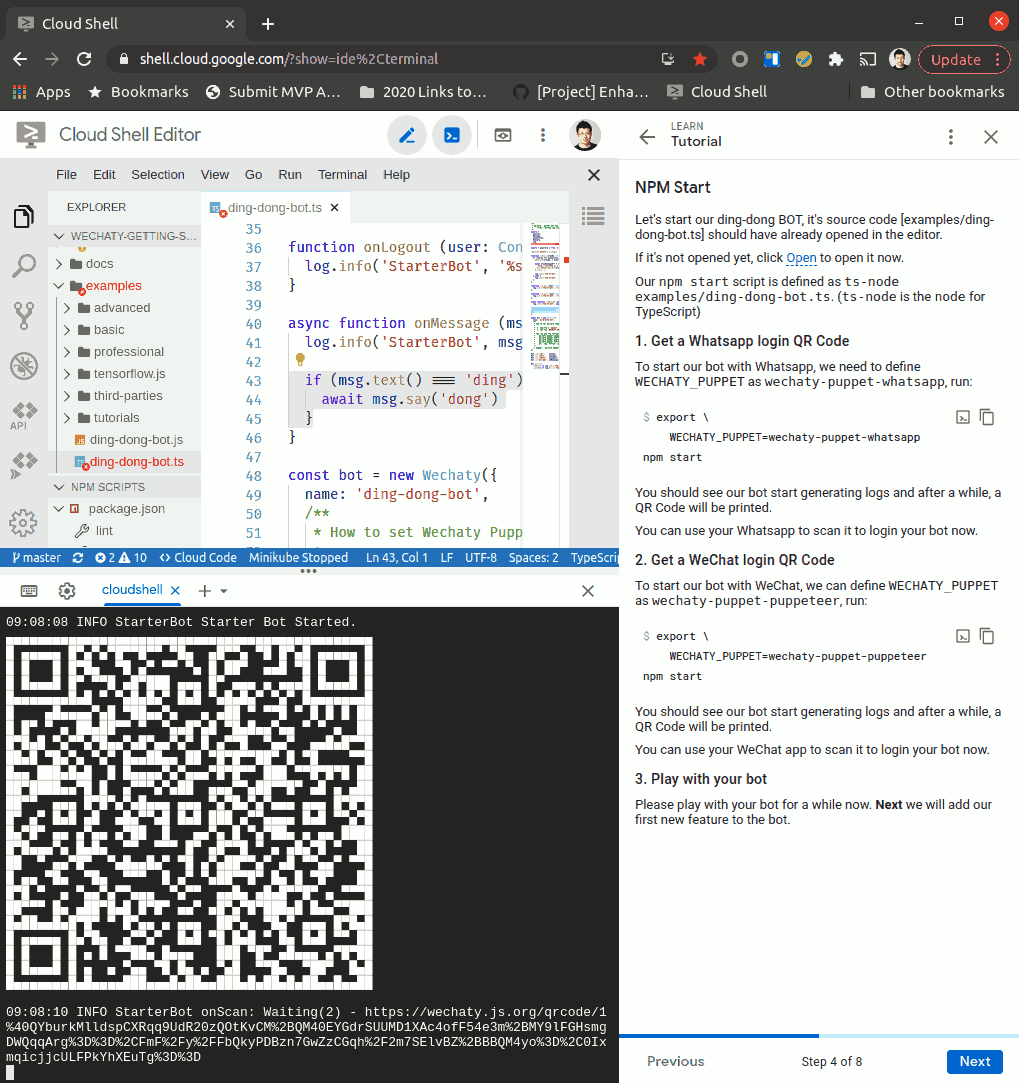 Cloud Shell
shell.cloud.google.com/?show=ide%2Cterminal
Update
Apps
Bookmarks
Submit MVP A...
2020 Links to...
[Project] Enha...
Cloud Shell
Other bookmarks
Cloud Shell Editor
File Edit Selection View Go Run Terminal Help
EXPLORER
WECHATY-GETTING-S...
docs
examples
advanced
basic
professional
tensorflow.js
third-parties
tutorials
JS ding-dong-bot.js
TS ding-dong-bot.ts
NPM SCRIPTS
package.json
lint
API
TS ding-dong-bot.ts
35
36 function onLogout (user: Con
37 log.info('StarterBot', '%s
38 }
39
40 async function onMessage (ms
41 log.info('StarterBot', msg
42
43 if (msg.text() === 'ding')
44 await msg.say('dong')
45 }
46 }
47
48 const bot = new Wechaty({
49 name: 'ding-dong-bot',
50 /**
51 * How to set Wechaty Pupp
master 2 10 Cloud Code Minikube Stopped Ln 43, Col 1 LF UTF-8 Spaces: 2 TypeScrip
cloudshell
09:08:08 INFO StarterBot Starter Bot Started.
09:08:10 INFO StarterBot onScan: Waiting(2) - https://wechaty.js.org/qrcode/1
%40QYburkMlldspCXRqq9UdR20zQOtKvCM%2BQM40EYGdrSUUMD1XAc4ofF54e3m%2BMY9lFGHsmg
DWQqqArg%3D%3D%2CFmF%2Fy%2FFbQkyPDBzn7GwZzCGqh%2F2m7SElvBZ%2BBBQM4yo%3D%2C0Ix
mqicjjcULFPkYhXEuTg%3D%3D
LEARN
Tutorial
NPM Start
Let's start our ding-dong BOT, it's source code [examples/ding-
dong-bot.ts] should have already opened in the editor.
If it's not opened yet, click Open to open it now.
Our npm start script is defined as ts-node
examples/ding-dong-bot.ts. (ts-node is the node for
TypeScript)
1. Get a Whatsapp login QR Code
To start our bot with Whatsapp, we need to define
WECHATY_PUPPET as wechaty-puppet-whatsapp, run:
$ export \
WECHATY_PUPPET=wechaty-puppet-whatsapp
npm start
You should see our bot start generating logs and after a while, a
QR Code will be printed.
You can use your Whatsapp to scan it to login your bot now.
2. Get a WeChat login QR Code
To start our bot with WeChat, we can define WECHATY_PUPPET
as wechaty-puppet-puppeteer, run:
$ export \
WECHATY_PUPPET=wechaty-puppet-puppeteer
npm start
You should see our bot start generating logs and after a while, a
QR Code will be printed.
You can use your WeChat app to scan it to login your bot now.
3. Play with your bot
Please play with your bot for a while now. Next we will add our
first new feature to the bot.
Previous
Step 4 of 8
Next